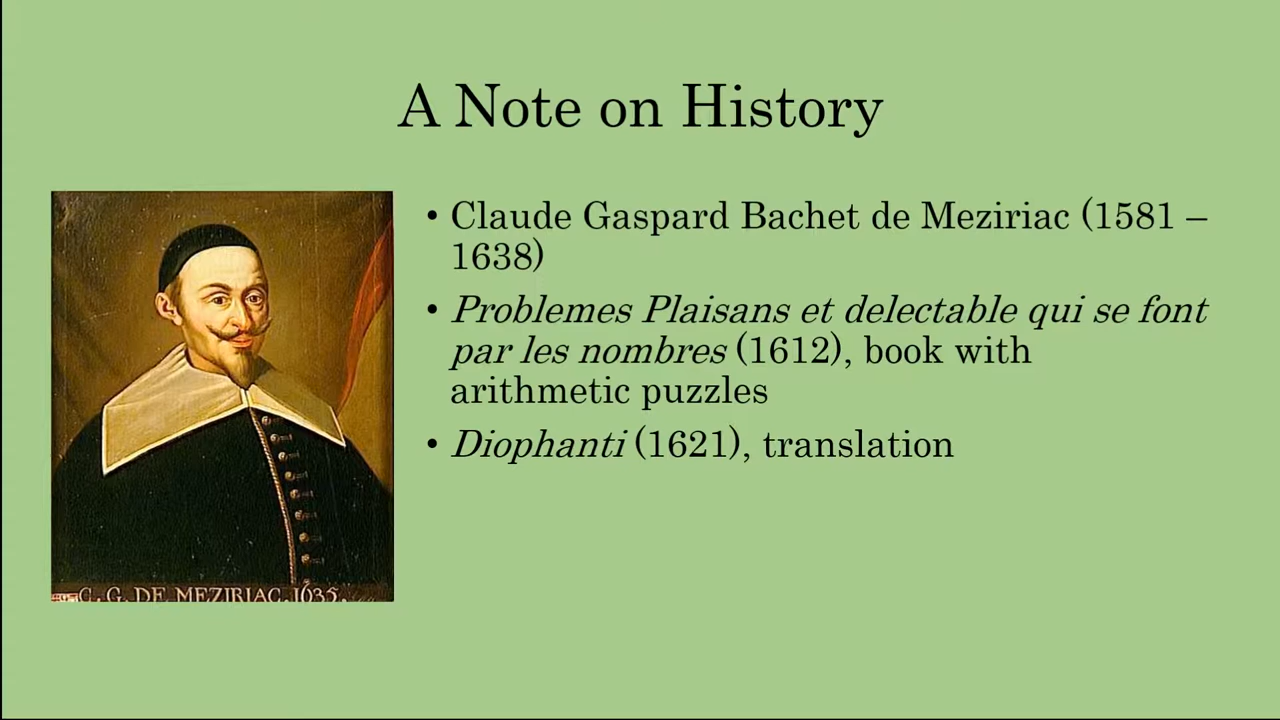 A Note on History
• Claude Gaspard Bachet de Meziriac (1581 –
1638)
• Problemes Plaisans et delectable qui se font
par les nombres (1612), book with
arithmetic puzzles
• Diophanti (1621), translation
C. G. DE MEZIRIAC. 1635.